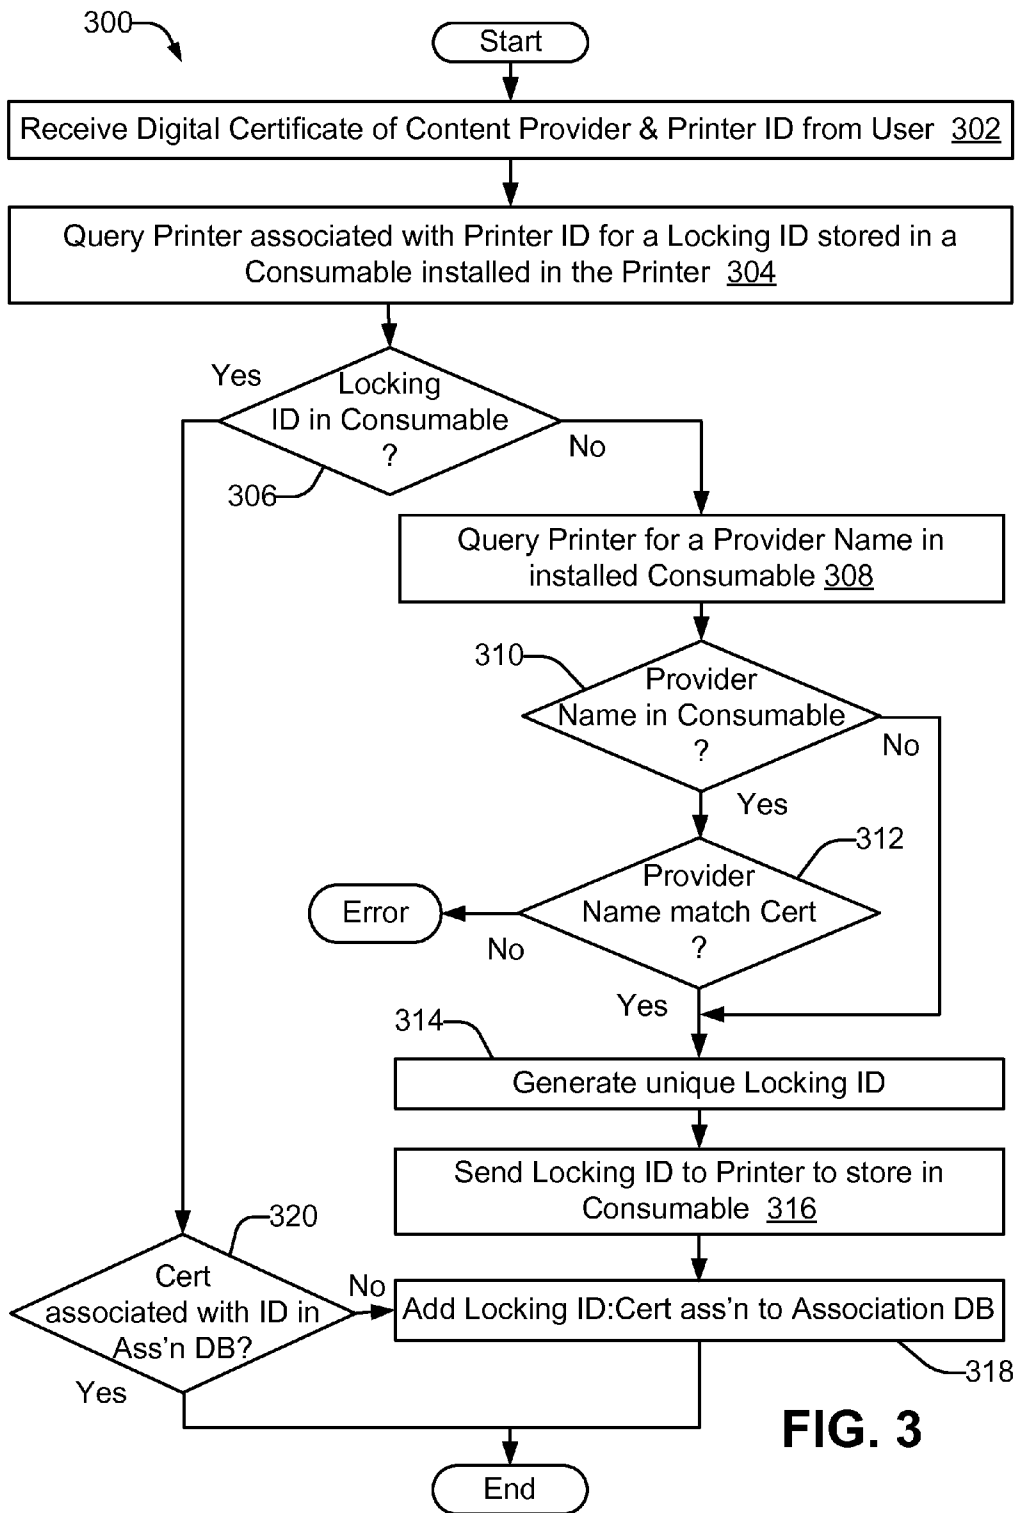 300
Start
Receive Digital Certificate of Content Provider & Printer ID from User 302
Query Printer associated with Printer ID for a Locking ID stored in a
Consumable installed in the Printer 304
Yes
Locking
ID in Consumable
?
No
306
Query Printer for a Provider Name in
installed Consumable 308
310
Provider
Name in Consumable
?
No
Yes
312
Provider
Name match Cert
?
Error
No
Yes
314
Generate unique Locking ID
Send Locking ID to Printer to store in
Consumable 316
320
Cert
associated with ID in
Ass'n DB?
No
Add Locking ID:Cert ass'n to Association DB
318
Yes
FIG. 3
End